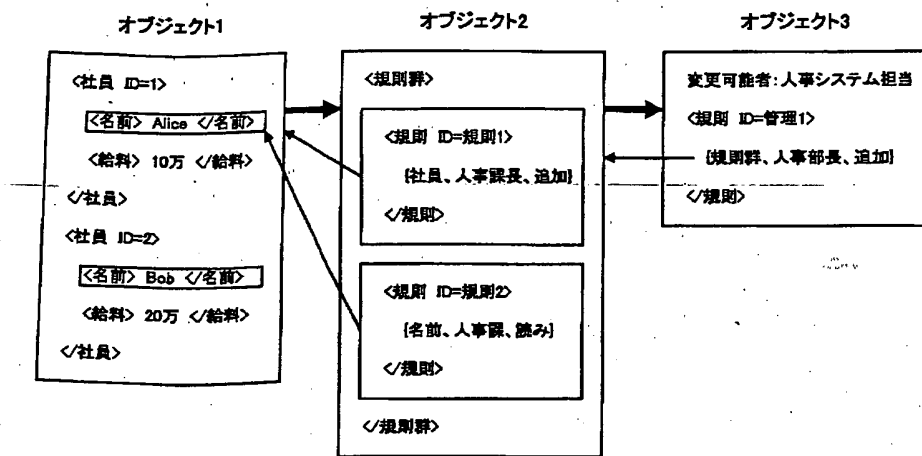 オブジェクト1
<社員 ID=1>
<名前> Alice </名前>
<給料> 10万 </給料>
</社員>
<社員 ID=2>
<名前> Bob </名前>
<給料> 20万 </給料>
</社員>
オブジェクト2
<規則群>
<規則 ID=規則1>
{社員、人事課長、追加}
</規則>
<規則 ID=規則2>
{名前、人事課、読み}
</規則>
</規則群>
オブジェクト3
変更可能者:人事システム担当
<規則 ID=管理1>
{規則群、人事部長、追加}
</規則>